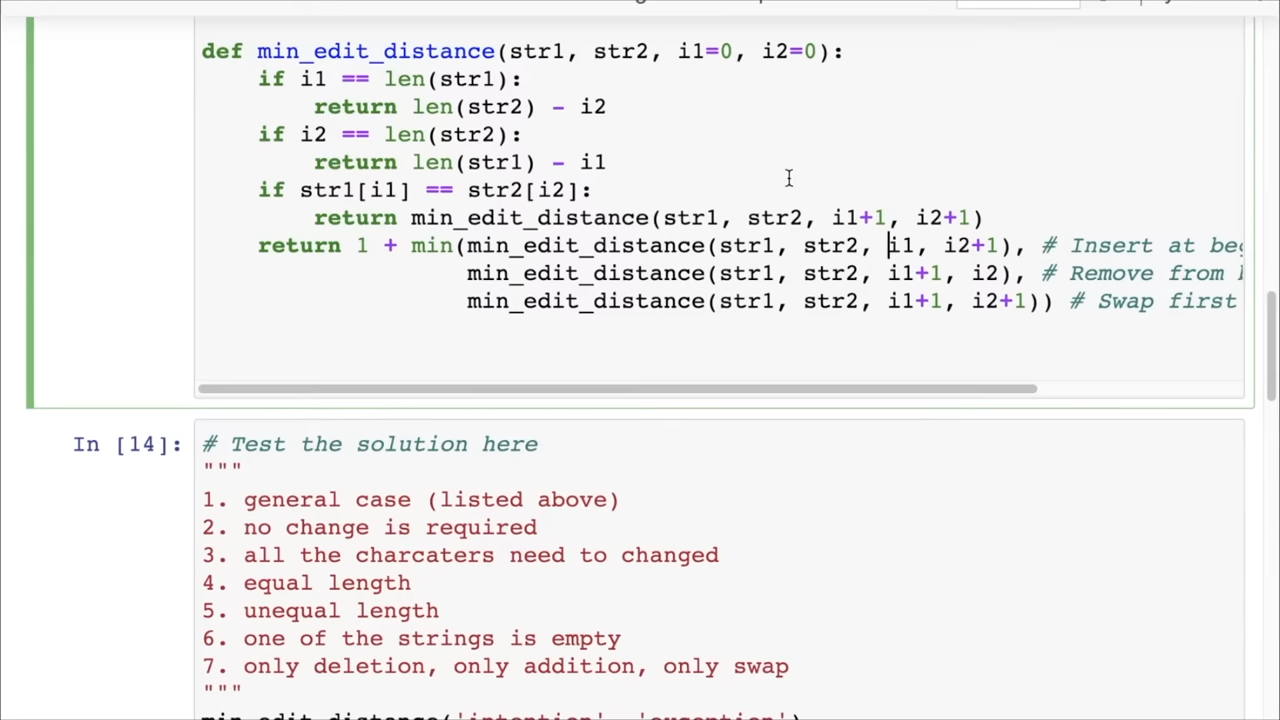 def min_edit_distance(str1, str2, i1=0, i2=0):
    if i1 == len(str1):
        return len(str2) - i2
    if i2 == len(str2):
        return len(str1) - i1
    if str1[i1] == str2[i2]:
        return min_edit_distance(str1, str2, i1+1, i2+1)
    return 1 + min(min_edit_distance(str1, str2, i1, i2+1), # Insert at
                   min_edit_distance(str1, str2, i1+1, i2), # Remove from
                   min_edit_distance(str1, str2, i1+1, i2+1)) # Swap first
In [14]: # Test the solution here
"""
1. general case (listed above)
2. no change is required
3. all the charcaters need to changed
4. equal length
5. unequal length
6. one of the strings is empty
7. only deletion, only addition, only swap
"""